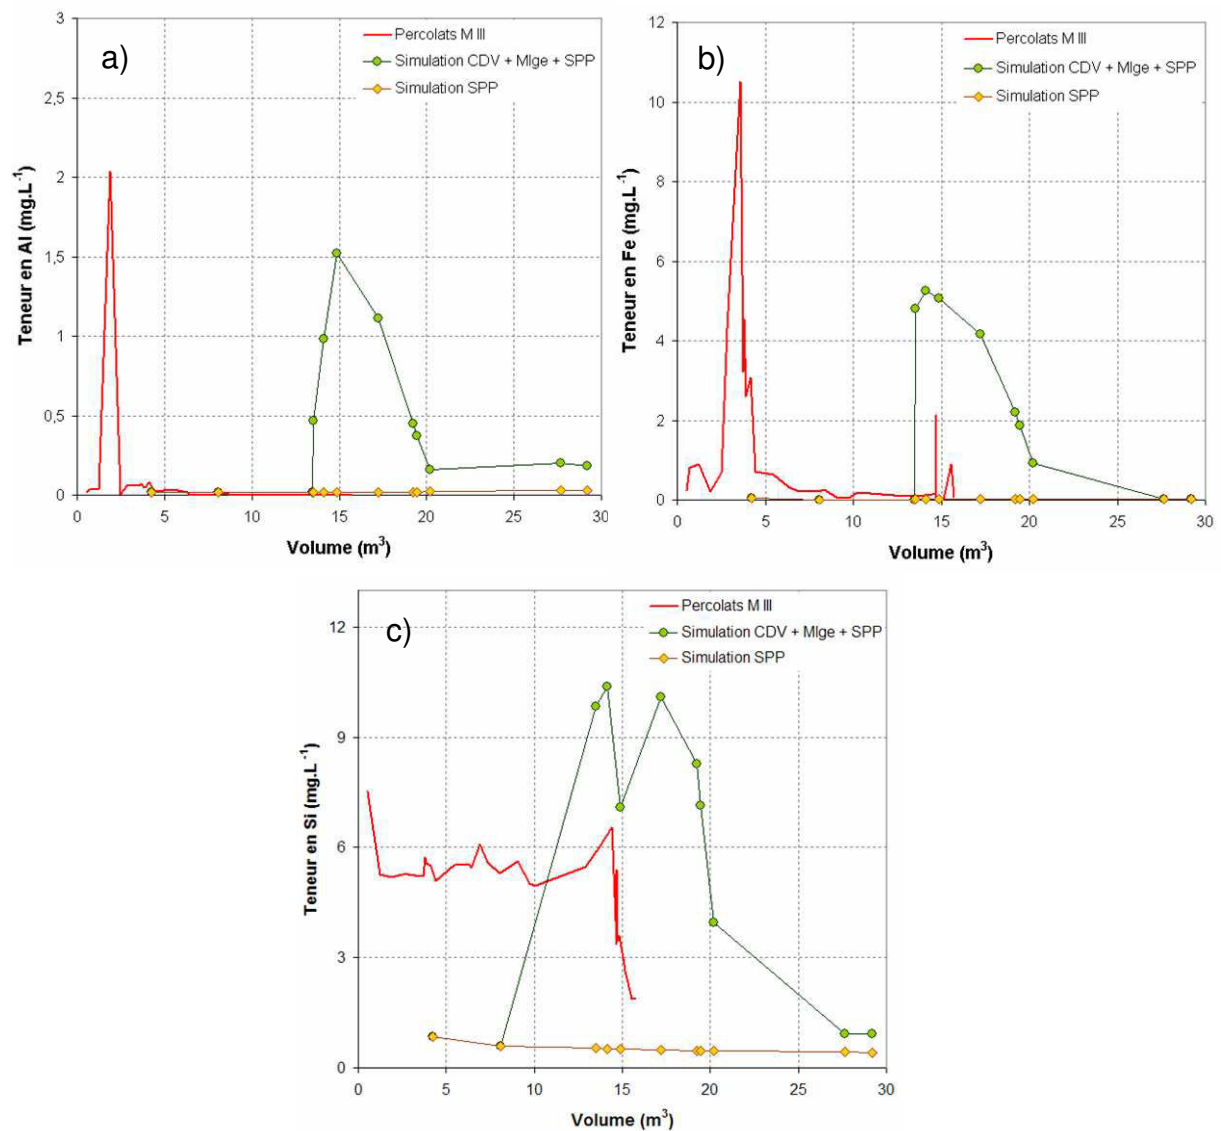 a)
Percolats M III
Simulation CDV + Mlge + SPP
Simulation SPP
Teneur en Al (mg.L⁻¹)
3
2,5
2
1,5
1
0,5
0
0 5 10 15 20 25 30
Volume (m³)
b)
Percolats M III
Simulation CDV + Mlge + SPP
Simulation SPP
Teneur en Fe (mg.L⁻¹)
12
10
8
6
4
2
0
0 5 10 15 20 25 30
Volume (m³)
c)
Percolats M III
Simulation CDV + Mlge + SPP
Simulation SPP
Teneur en Si (mg.L⁻¹)
12
9
6
3
0
0 5 10 15 20 25 30
Volume (m³)